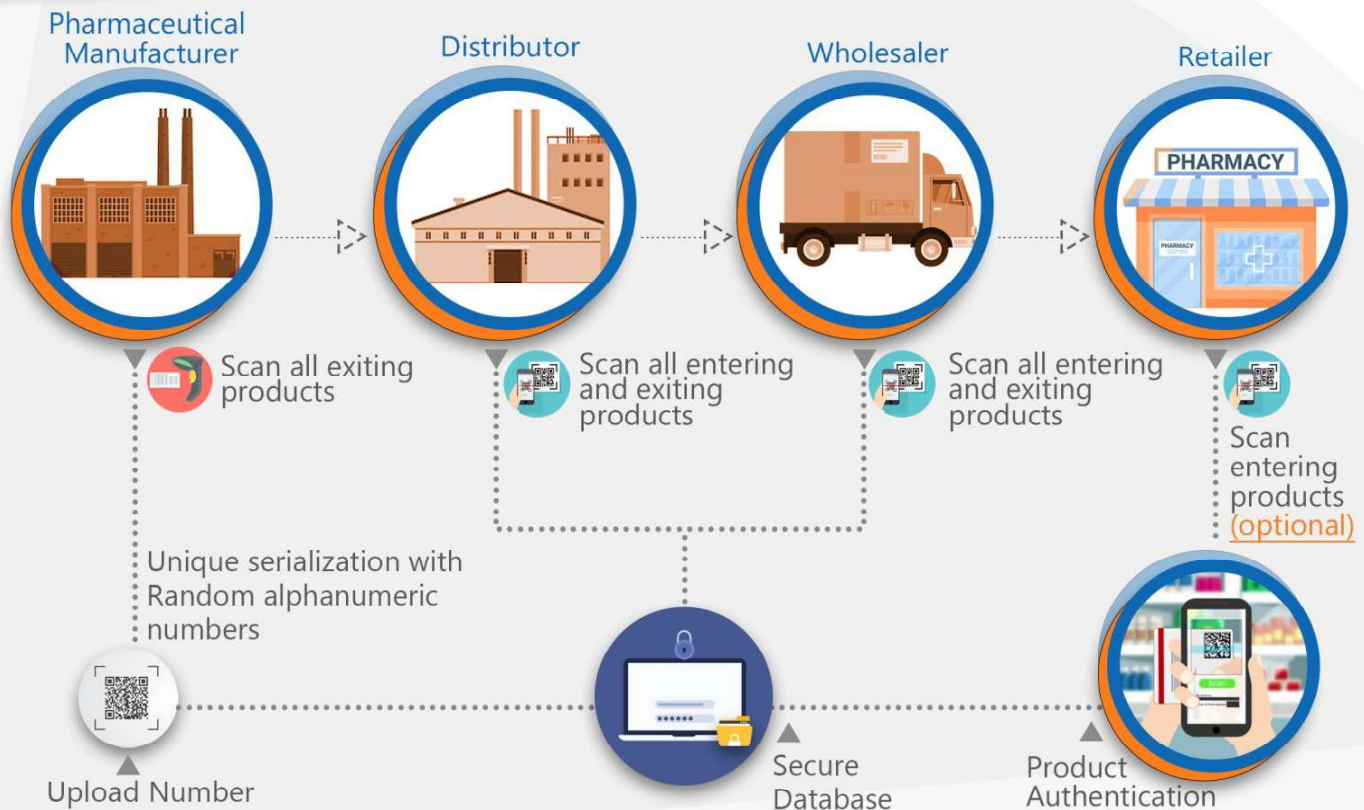 Pharmaceutical
Manufacturer
Distributor
Wholesaler
Retailer
PHARMACY
PHARMACY
Scan all exiting
products
Scan all entering
and exiting
products
Scan all entering
and exiting
products
Scan
entering
products
(optional)
Unique serialization with
Random alphanumeric
numbers
******
Scan
Upload Number
Secure
Database
Product
Authentication